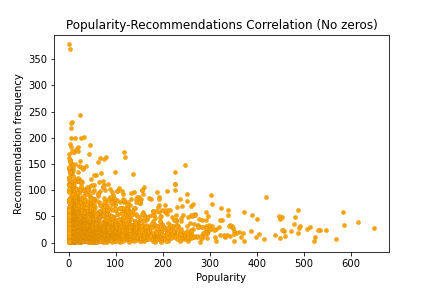 Popularity-Recommendations Correlation (No zeros)
350
300
250
200
150
100
50
0
Recommendation frequency
0 100 200 300 400 500 600
Popularity